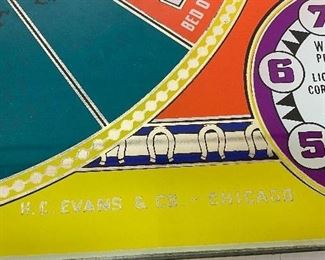 BED O
7
W
P
6
LI
COR
5
H.C. EVANS & CO. - CHICAGO